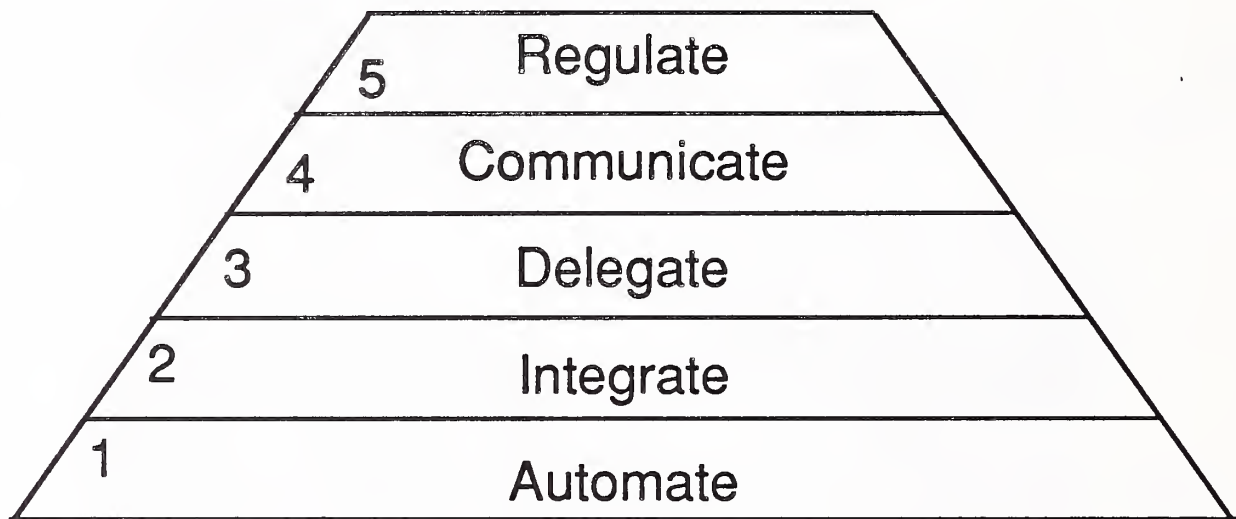 5 Regulate
4 Communicate
3 Delegate
2 Integrate
1 Automate